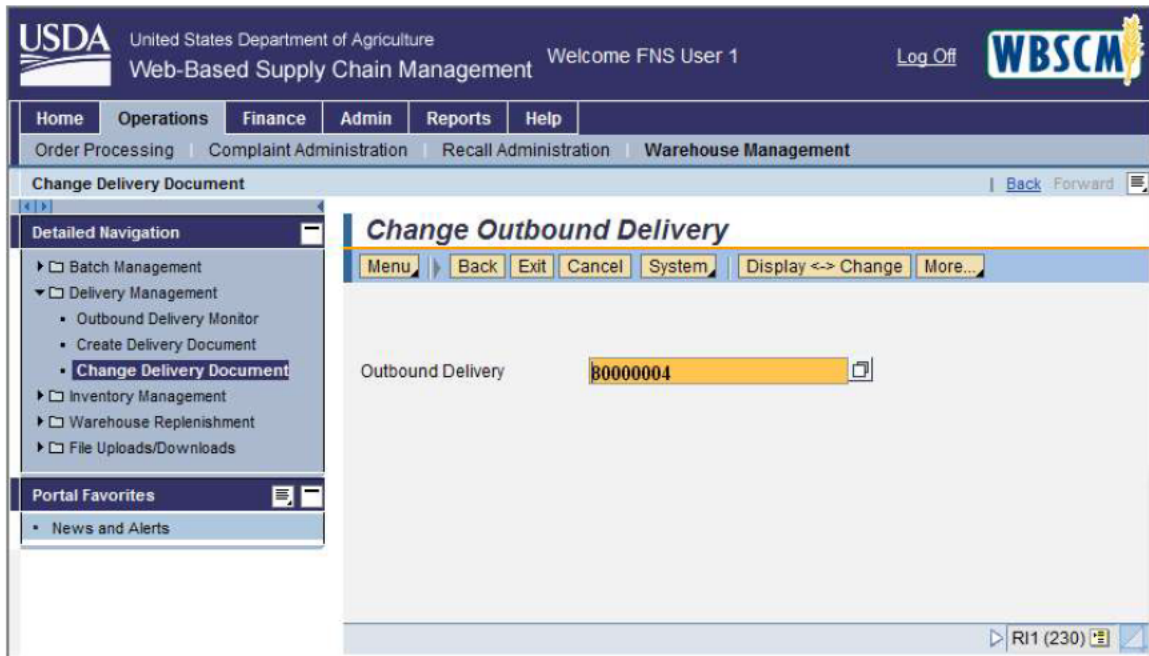 USDA United States Department of Agriculture
Web-Based Supply Chain Management Welcome FNS User 1 Log Off WBSCM
Home Operations Finance Admin Reports Help
Order Processing Complaint Administration Recall Administration Warehouse Management
Change Delivery Document Back Forward
Detailed Navigation
Batch Management
Delivery Management
Outbound Delivery Monitor
Create Delivery Document
Change Delivery Document
Inventory Management
Warehouse Replenishment
File Uploads/Downloads
Portal Favorites
News and Alerts
Change Outbound Delivery
Menu Back Exit Cancel System Display <-> Change More...
Outbound Delivery 80000004
RI1 (230)